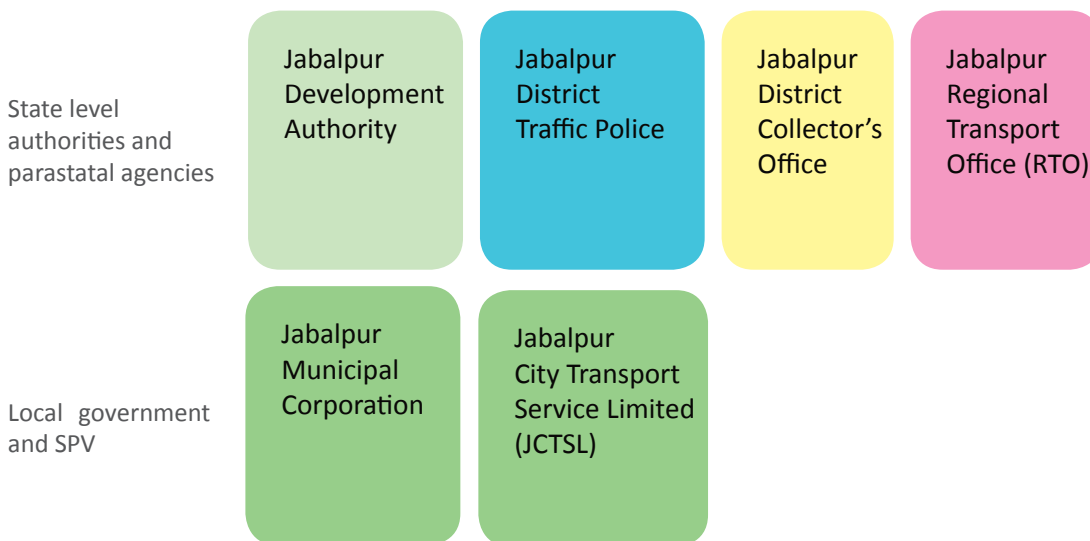 State level
authorities and
parastatal agencies
Jabalpur
Development
Authority
Jabalpur
District
Traffic Police
Jabalpur
District
Collector's
Office
Jabalpur
Regional
Transport
Office (RTO)
Local government
and SPV
Jabalpur
Municipal
Corporation
Jabalpur
City Transport
Service Limited
(JCTSL)